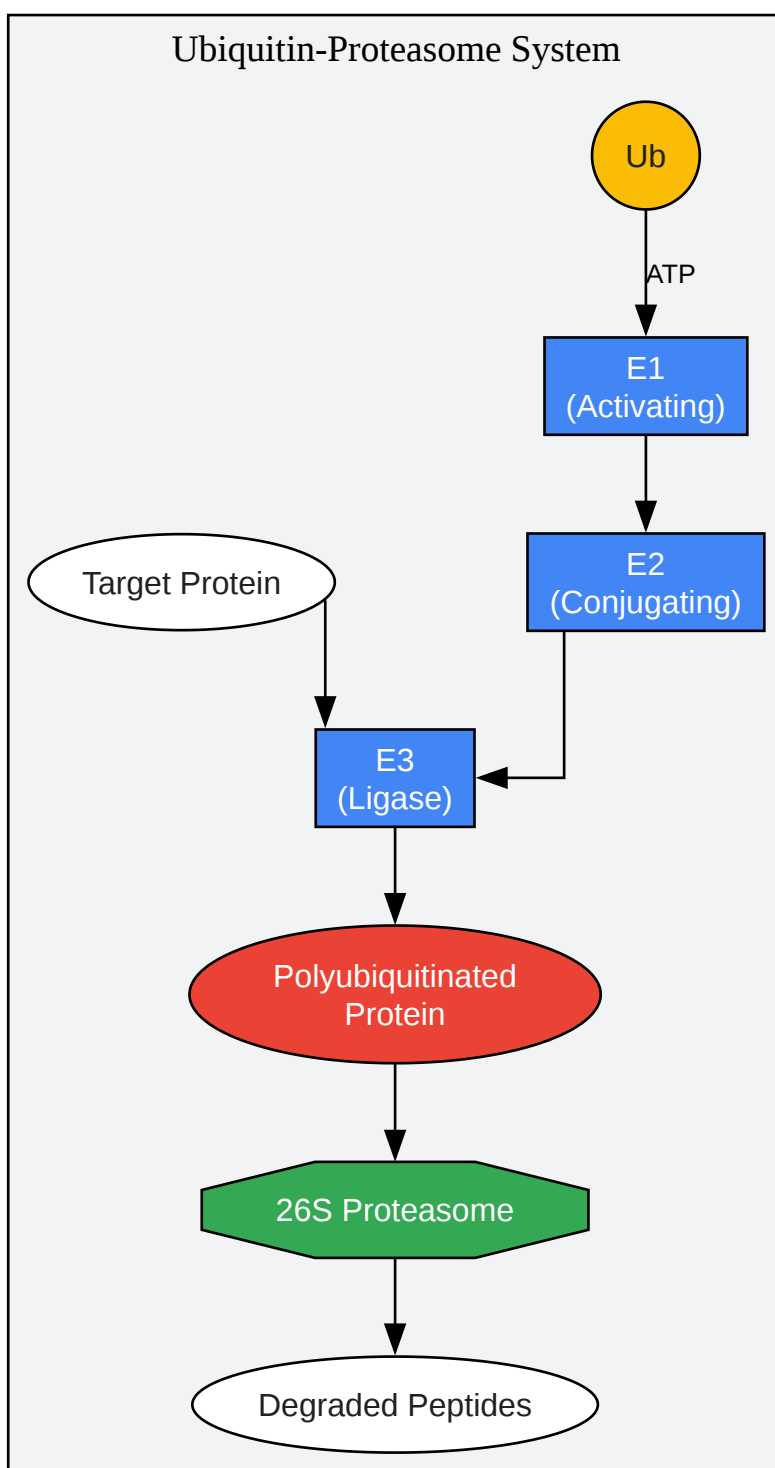 Ubiquitin-Proteasome System
Ub
ATP
E1
(Activating)
E2
(Conjugating)
Target Protein
E3
(Ligase)
Polyubiquitinated
Protein
26S Proteasome
Degraded Peptides